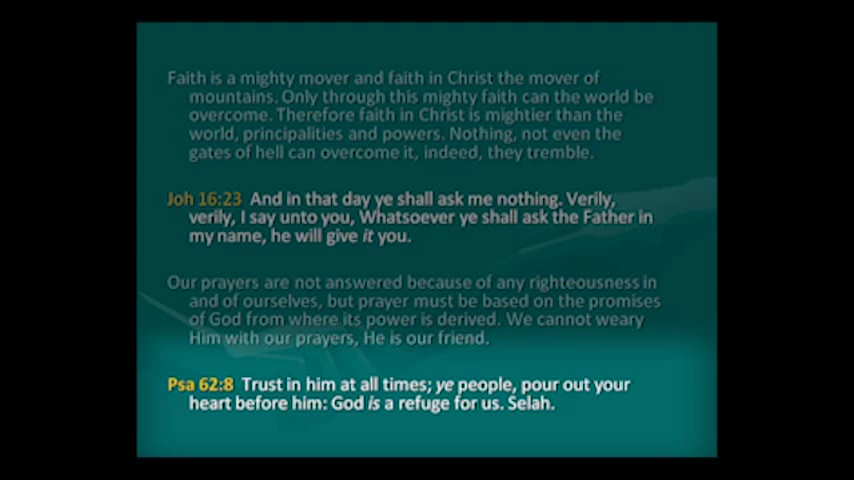 Faith is a mighty mover and faith in Christ the mover of
mountains. Only through this mighty faith can the world be
overcome. Therefore faith in Christ is mightier than the
world, principalities and powers. Nothing, not even the
gates of hell can overcome it, indeed, they tremble.
Joh 16:23 And in that day ye shall ask me nothing. Verily,
verily, I say unto you, Whatsoever ye shall ask the Father in
my name, he will give it you.
Our prayers are not answered because of any righteousness in
and of ourselves, but prayer must be based on the promises
of God from where its power is derived. We cannot weary
Him with our prayers, He is our friend.
Psa 62:8 Trust in him at all times; ye people, pour out your
heart before him: God is a refuge for us. Selah.